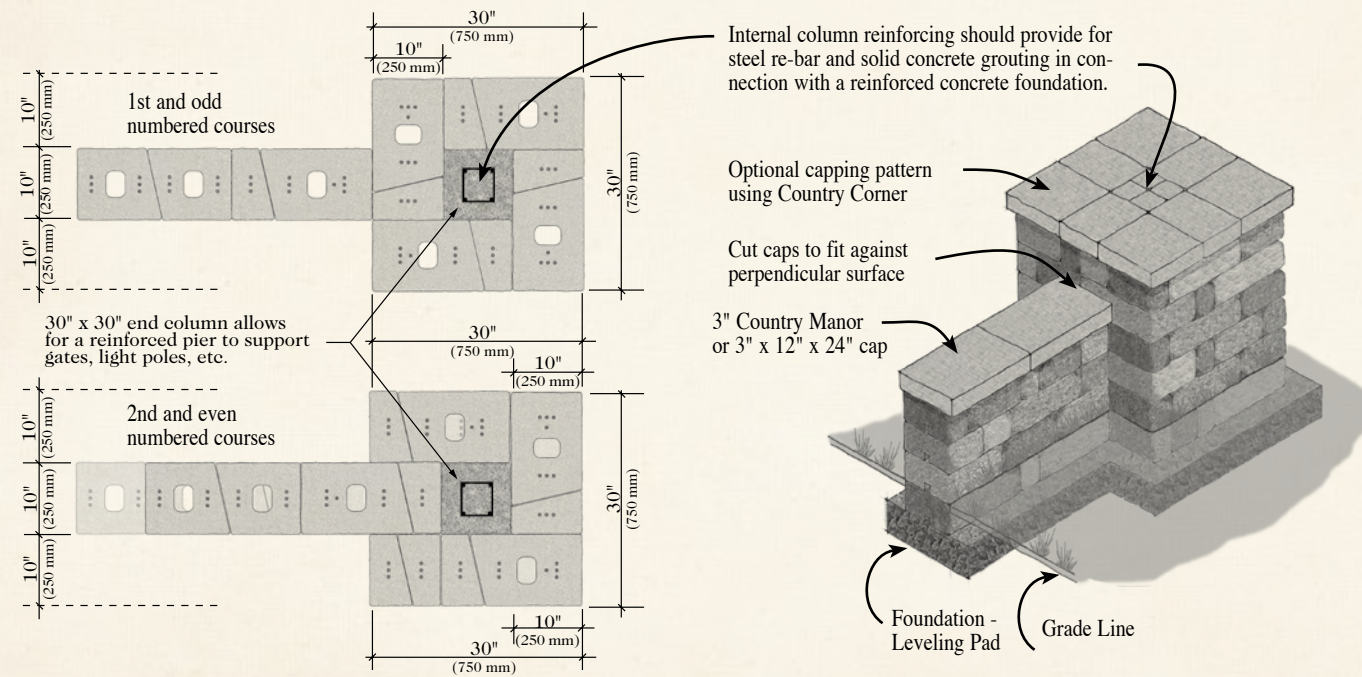 30"
(750 mm)
10"
(250 mm)
10"
(250 mm)
10"
(250 mm)
10"
(250 mm)
1st and odd
numbered courses
30"
(750 mm)
30" x 30" end column allows
for a reinforced pier to support
gates, light poles, etc.
30"
(750 mm)
10"
(250 mm)
10"
(250 mm)
10"
(250 mm)
10"
(250 mm)
2nd and even
numbered courses
30"
(750 mm)
10"
(250 mm)
30"
(750 mm)
Internal column reinforcing should provide for
steel re-bar and solid concrete grouting in con-
nection with a reinforced concrete foundation.
Optional capping pattern
using Country Corner
Cut caps to fit against
perpendicular surface
3" Country Manor
or 3" x 12" x 24" cap
Foundation -
Leveling Pad
Grade Line